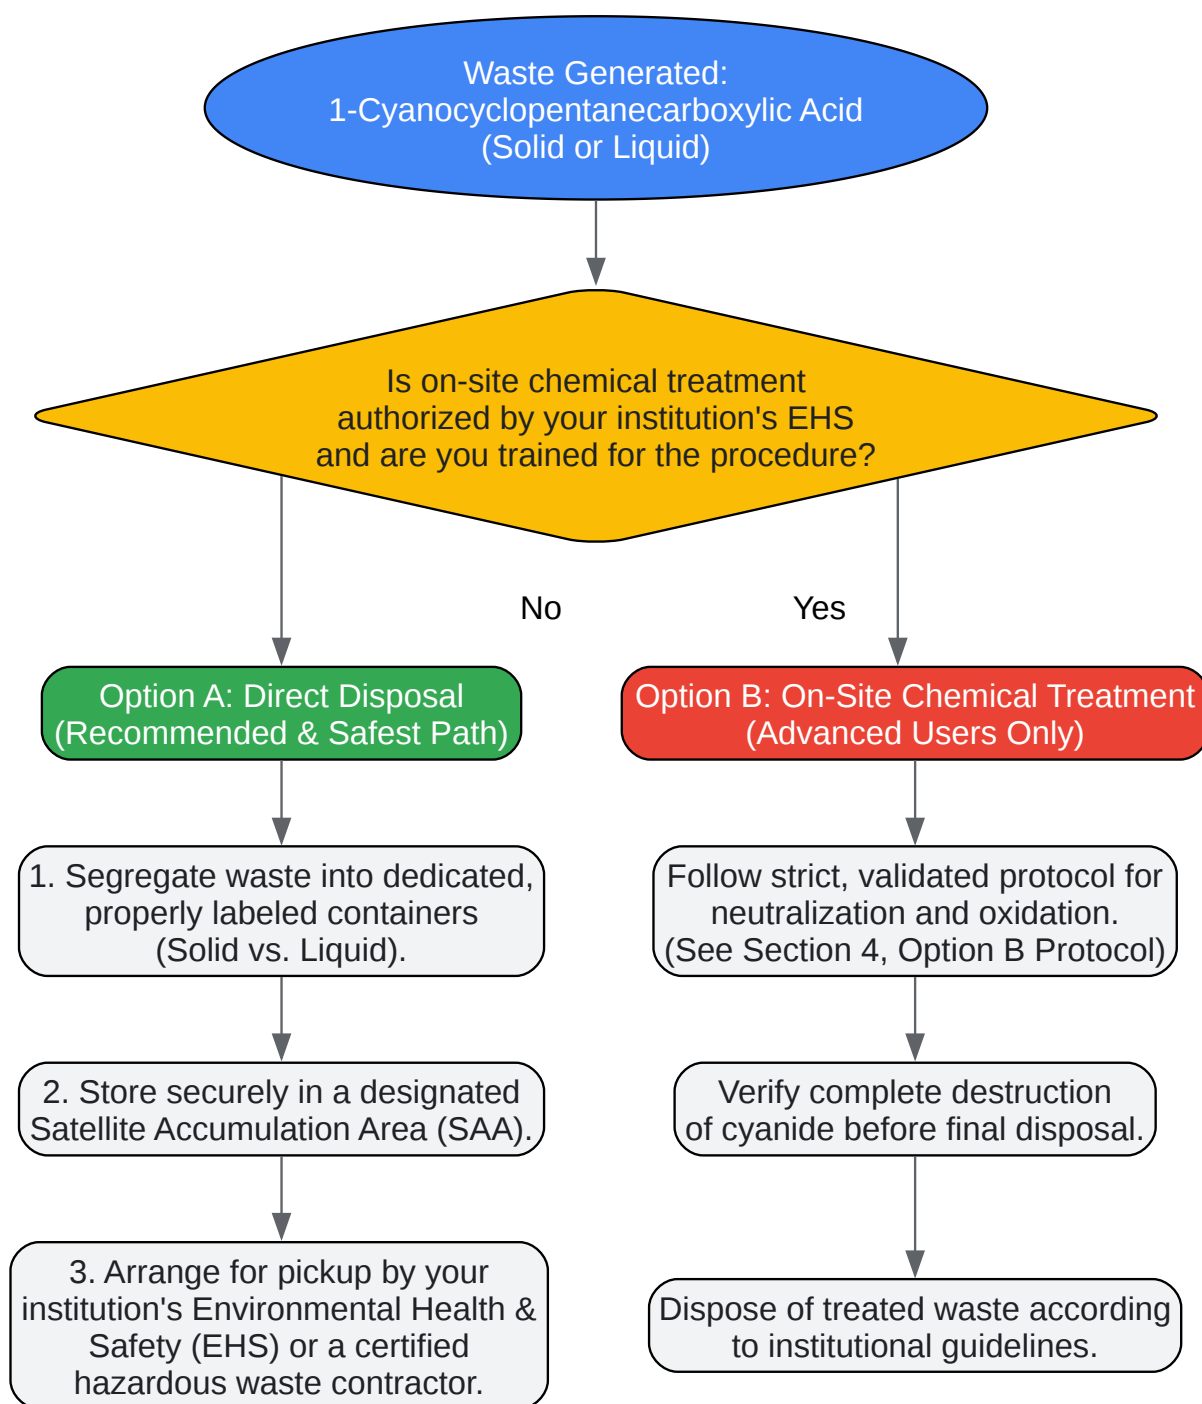 Waste Generated:
1-Cyanocyclopentanecarboxylic Acid
(Solid or Liquid)
Is on-site chemical treatment
authorized by your institution's EHS
and are you trained for the procedure?
No
Yes
Option A: Direct Disposal
(Recommended & Safest Path)
Option B: On-Site Chemical Treatment
(Advanced Users Only)
1. Segregate waste into dedicated,
properly labeled containers
(Solid vs. Liquid).
Follow strict, validated protocol for
neutralization and oxidation.
(See Section 4, Option B Protocol)
2. Store securely in a designated
Satellite Accumulation Area (SAA).
Verify complete destruction
of cyanide before final disposal.
3. Arrange for pickup by your
institution's Environmental Health &
Safety (EHS) or a certified
hazardous waste contractor.
Dispose of treated waste according
to institutional guidelines.